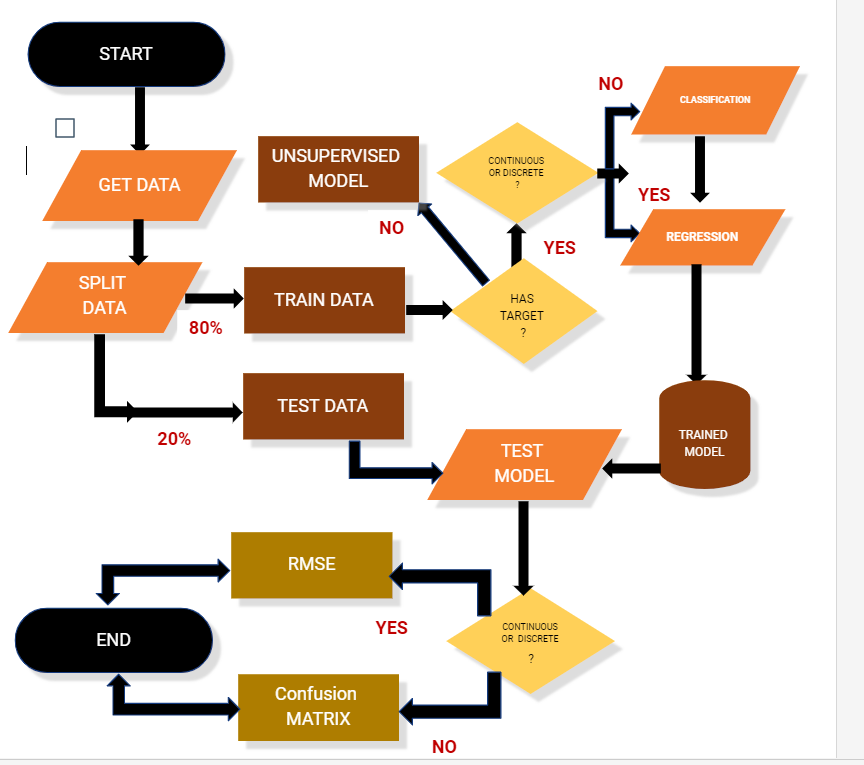 START
GET DATA
SPLIT
DATA
80%
20%
TRAIN DATA
TEST DATA
UNSUPERVISED
MODEL
NO
HAS
TARGET
?
YES
CONTINUOUS
OR DISCRETE
?
NO
YES
CLASSIFICATION
REGRESSION
TRAINED
MODEL
TEST
MODEL
CONTINUOUS
OR DISCRETE
?
YES
NO
RMSE
Confusion
MATRIX
END